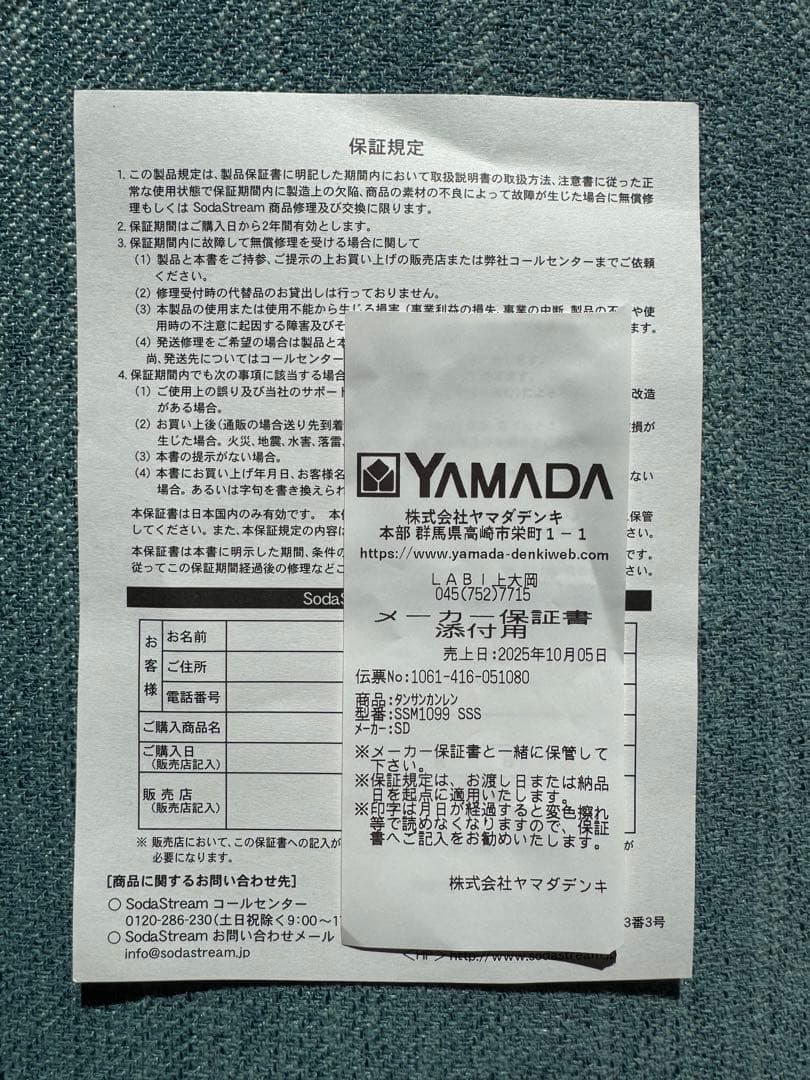 保証規定
1. この製品規定は、製品保証書に明記した期間内において取扱説明書の取扱方法、注意書に従った正
常な使用状態で保証期間内に製造上の欠陥、商品の素材の不良によって故障が生じた場合に無償修
理もしくは SodaStream 商品修理及び交換に限ります。
2. 保証期間はご購入日から2年間有効とします。
3. 保証期間内に故障して無償修理を受ける場合に関して
(1) 製品と本書をご持参、ご提示の上お買い上げの販売店または弊社コールセンターまでご依頼
ください。
(2) 修理受付時の代替品のお貸出しは行っておりません。
(3) 本製品の使用または使用不能から生じる損害（事業利益の損失、事業の中断、製品の不 や使
用時の不注意に起因する障害及びそ ます。
(4) 発送修理をご希望の場合は製品と本
尚、発送先についてはコールセンター
4. 保証期間内でも次の事項に該当する場合
(1) ご使用上の誤り及び当社のサポート 改造
がある場合。
(2) お買い上げ後(通販の場合送り先到着 損が
生じた場合。火災、地震、水害、落雷、
(3) 本書の提示がない場合。
(4) 本書にお買い上げ年月日、お客様名 ない
場合。あるいは字句を書き換えられ
本保証書は日本国内のみ有効です。 本保 保管
してください。また、本保証規定の内容は さい。
本保証書は本書に明示した期間、条件の です。
従ってこの保証期間経過後の修理などご さい。
SodaS
お客様
お名前
ご住所
電話番号
ご購入商品名
ご購入日
(販売店記入)
販 売 店
(販売店記入)
※ 販売店において、この保証書への記入が が
必要になります。
[商品に関するお問い合わせ先]
○ SodaStream コールセンター
0120-286-230(土日祝除く9:00～1 3番3号
○ SodaStream お問い合わせメール
info@sodastream.jp
<HP> http://www.sodastream.jp
YAMADA
株式会社ヤマダデンキ
本部 群馬県高崎市栄町1-1
https://www.yamada-denkiweb.com
LABI上大岡
045(752)7715
メーカー保証書
添付用
売上日:2025年10月05日
伝票No:1061-416-051080
商品:タンサンカンレン
型番:SSM1099 SSS
メーカー:SD
※メーカー保証書と一緒に保管して
下さい。
※保証規定は、お渡し日または納品
日を起点に適用いたします。
※印字は月日が経過すると変色擦れ
等で読めなくなりますので、保証
書へご記入をお勧めいたします。
株式会社ヤマダデンキ